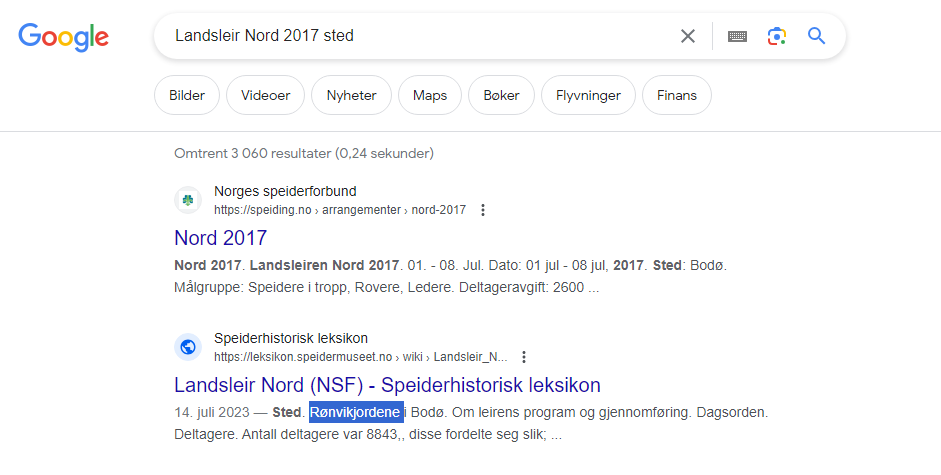 Google
Landsleir Nord 2017 sted
Bilder Videoer Nyheter Maps Bøker Flyvninger Finans
Omtrent 3 060 resultater (0,24 sekunder)
Norges speiderforbund
https://speiding.no › arrangementer › nord-2017
Nord 2017
Nord 2017. Landsleiren Nord 2017. 01. - 08. Jul. Dato: 01 jul - 08 jul, 2017. Sted: Bodø.
Målgruppe: Speidere i tropp, Rovere, Ledere. Deltageravgift: 2600 ...
Speiderhistorisk leksikon
https://leksikon.speidermuseet.no › wiki › Landsleir_N...
Landsleir Nord (NSF) - Speiderhistorisk leksikon
14. juli 2023 — Sted. Rønvikjordene i Bodø. Om leirens program og gjennomføring. Dagsorden.
Deltagere. Antall deltagere var 8843,, disse fordelte seg slik; ...